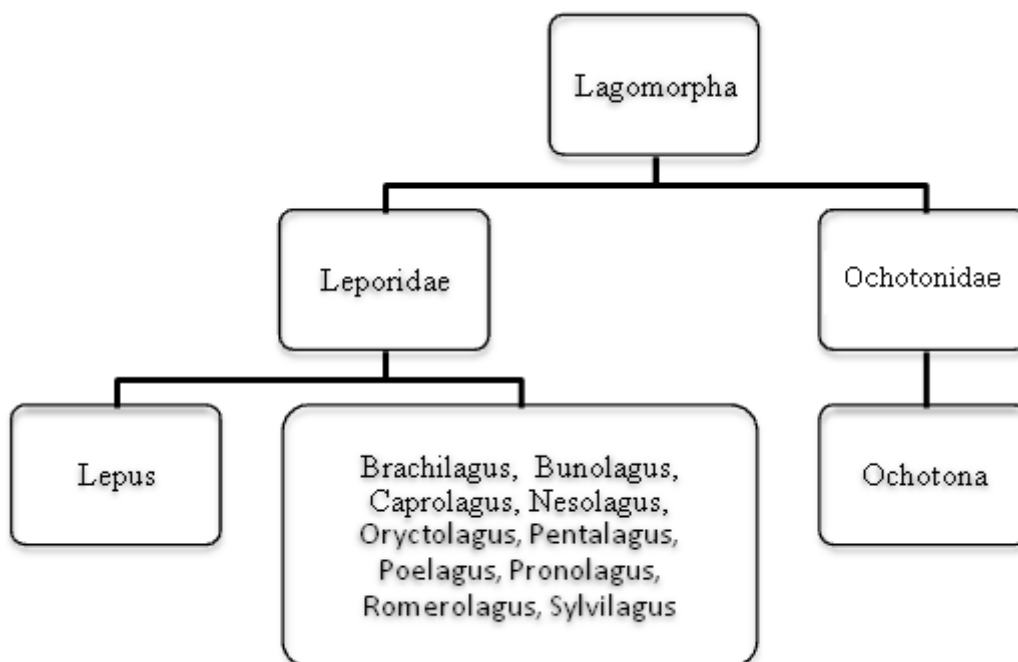 Lagomorpha
Leporidae
Ochotonidae
Lepus
Brachilagus, Bunolagus,
Caprolagus, Nesolagus,
Oryctolagus, Pentalagus,
Poelagus, Pronolagus,
Romerolagus, Sylvilagus
Ochotona